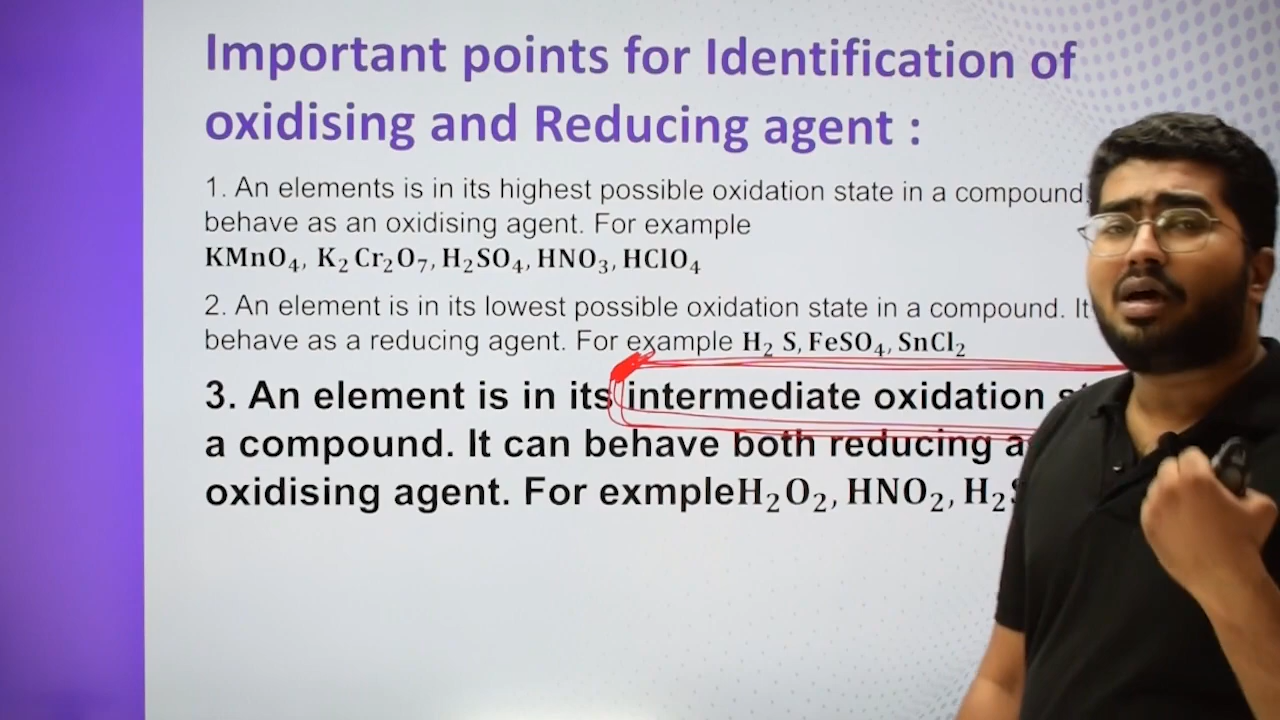 Important points for Identification of
oxidising and Reducing agent :
1. An elements is in its highest possible oxidation state in a compound.
behave as an oxidising agent. For example
KMnO₄, K₂Cr₂O₇, H₂SO₄, HNO₃, HClO₄
2. An element is in its lowest possible oxidation state in a compound. It
behave as a reducing agent. For example H₂ S, FeSO₄, SnCl₂
3. An element is in its intermediate oxidation
a compound. It can behave both reducing
oxidising agent. For exmpleH₂O₂, HNO₂,